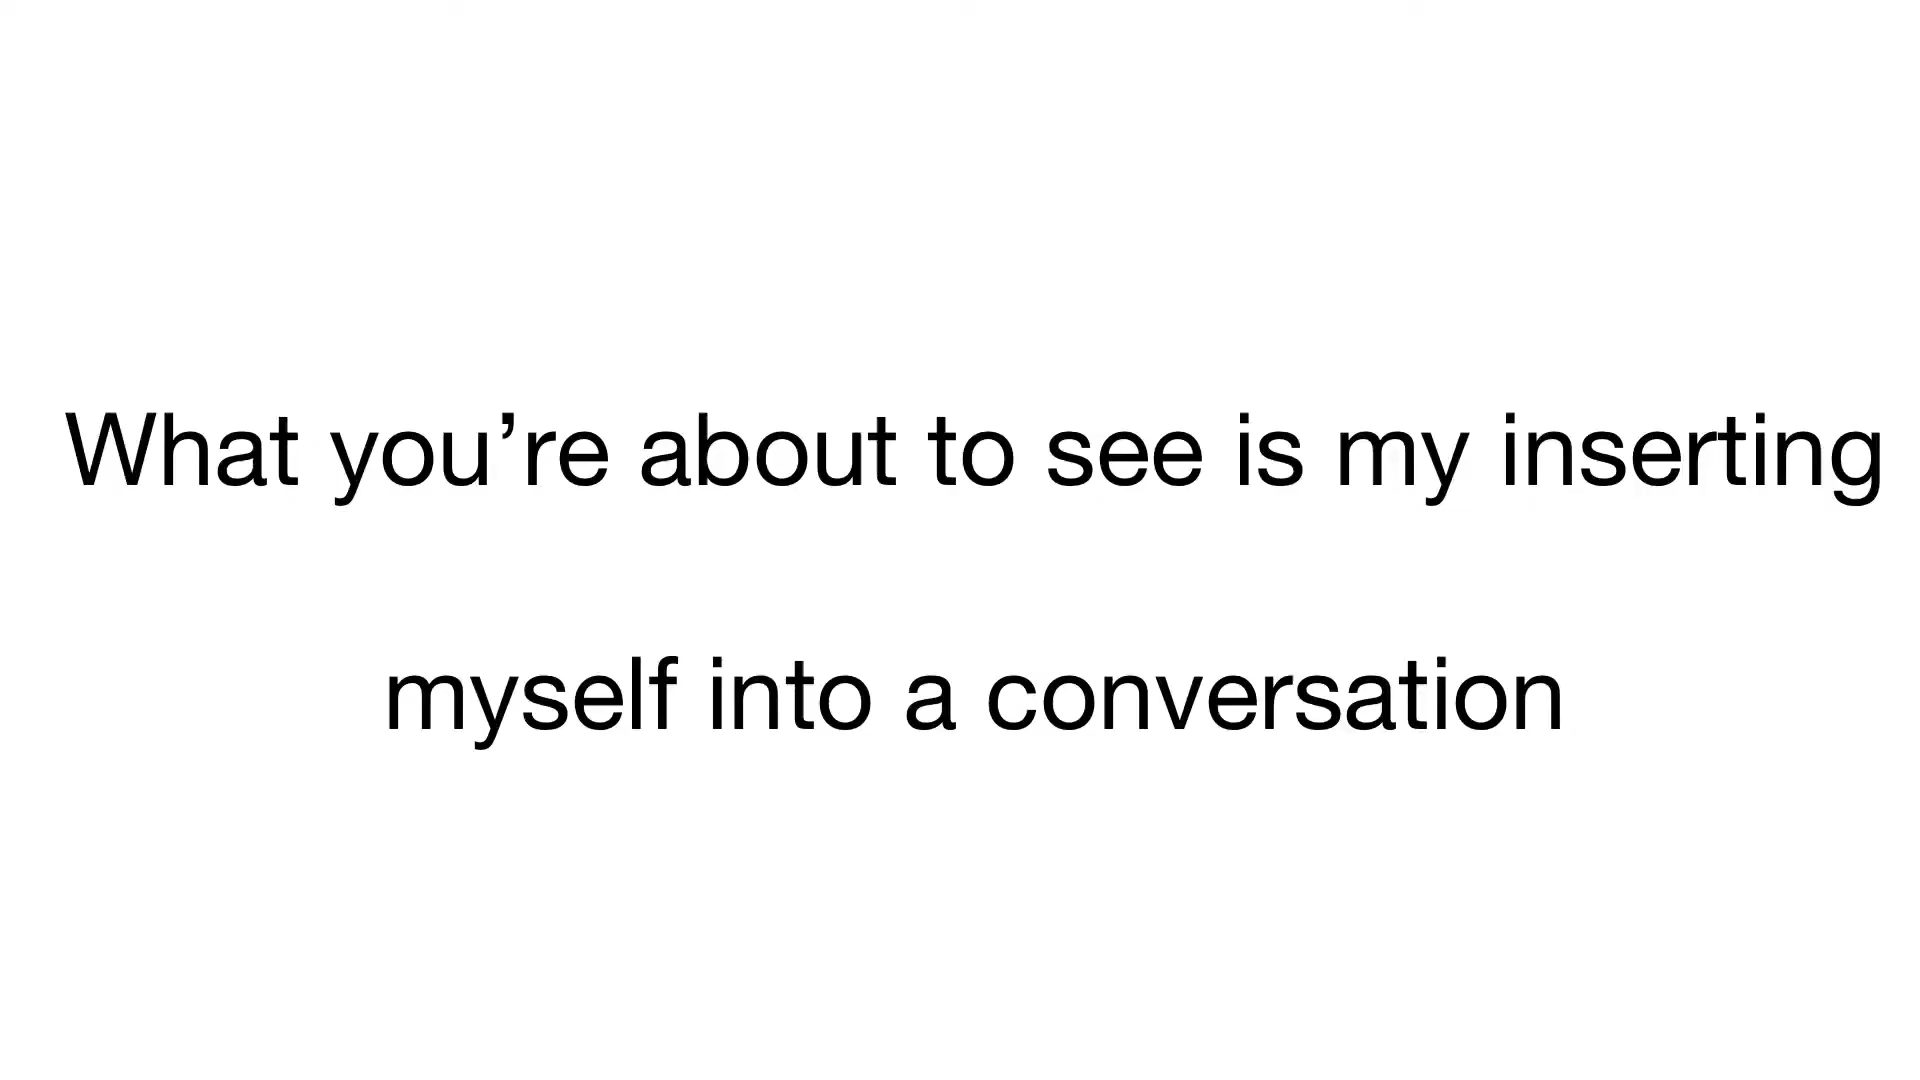 What you’re about to see is my inserting
myself into a conversation